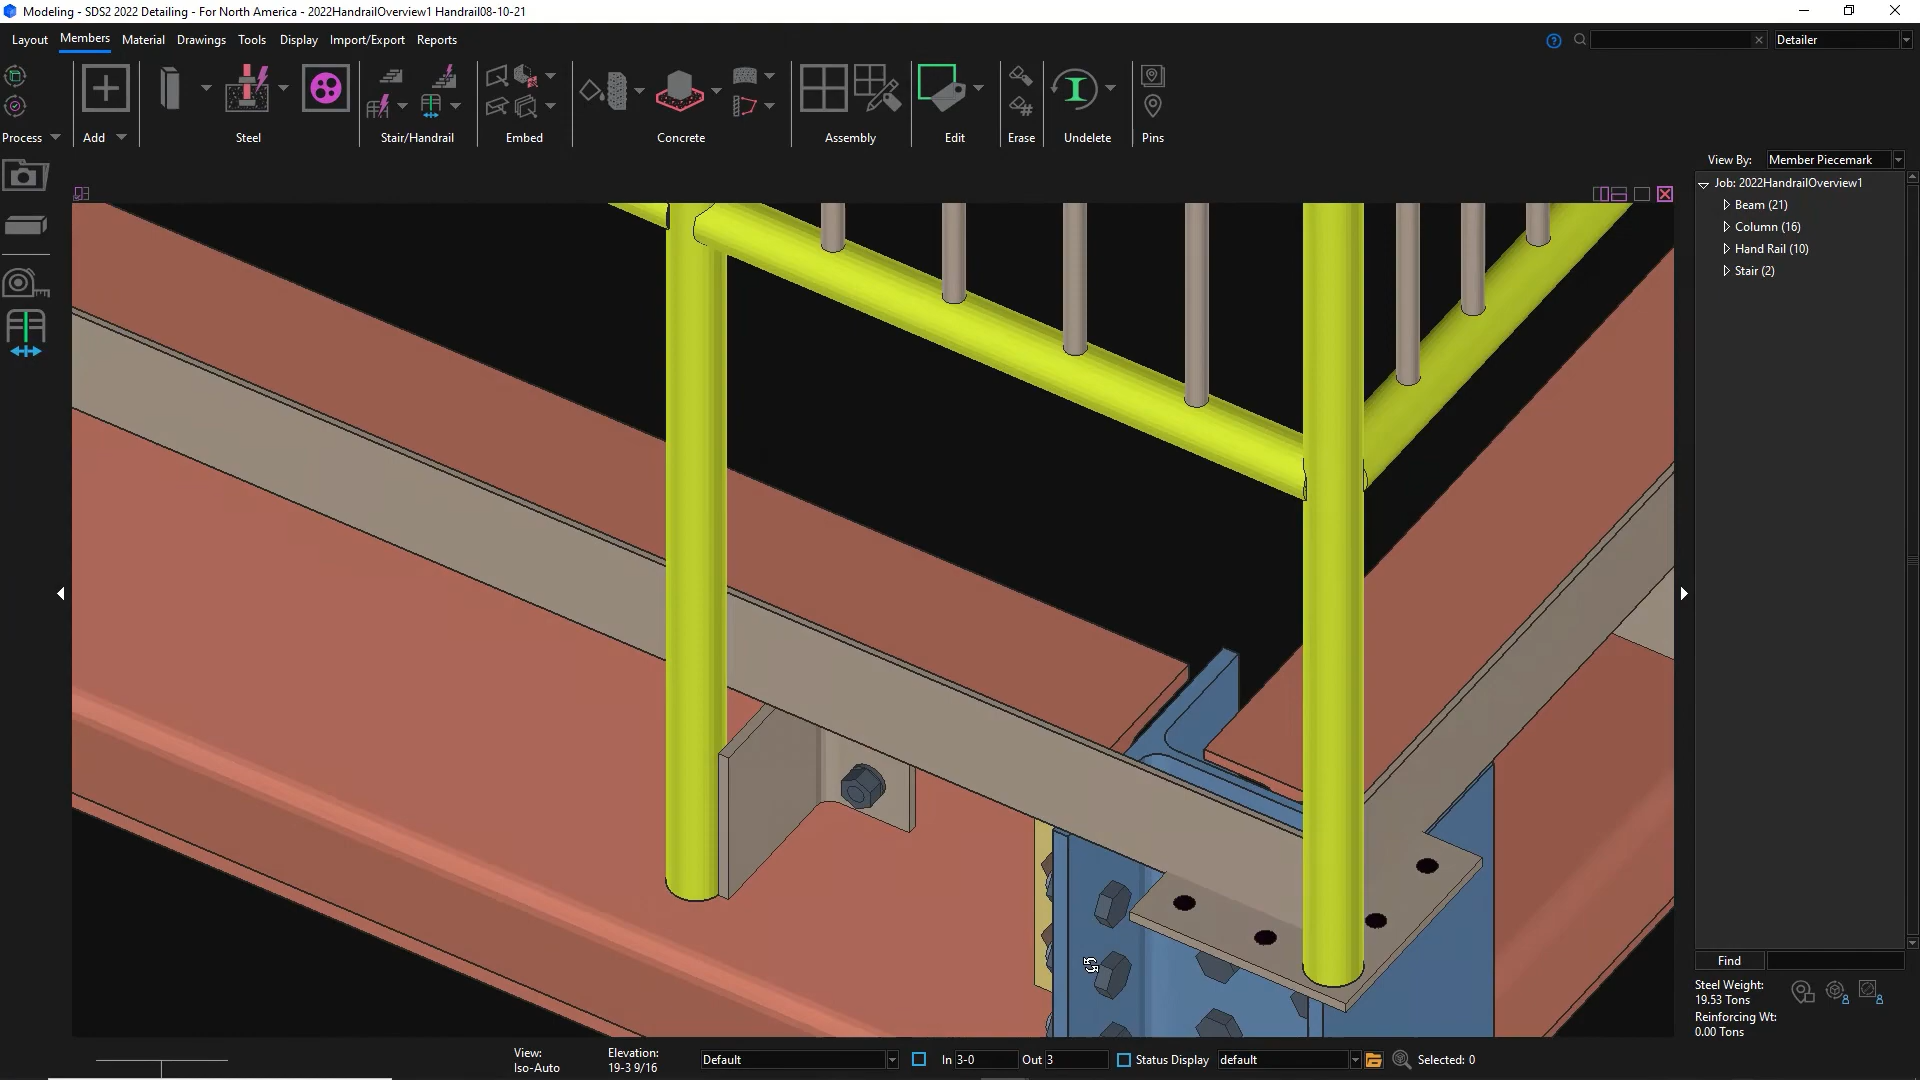 Modeling - SDS2 2022 Detailing - For North America - 2022HandrailOverview1 Handrail08-10-21
Layout Members Material Drawings Tools Display Import/Export Reports
Detailer
Process Add Steel Stair/Handrail Embed Concrete Assembly Edit Erase Undelete Pins
View By: Member Piecemark
Job: 2022HandrailOverview1
Beam (21)
Column (16)
Hand Rail (10)
Stair (2)
Find
Steel Weight:
19.53 Tons
Reinforcing Wt:
0.00 Tons
View:
Iso-Auto
Elevation:
19-3 9/16
Default
In 3-0
Out 3
Status Display
default
Selected: 0